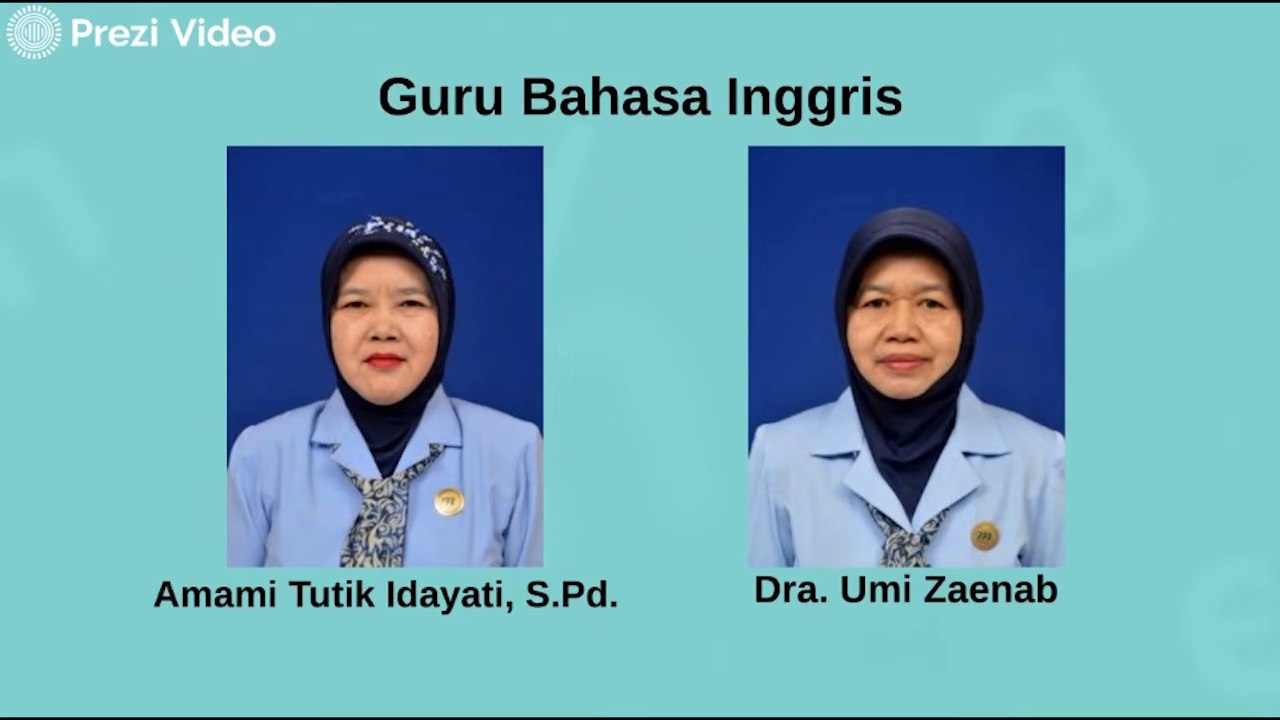 Prezi Video
Guru Bahasa Inggris
Amami Tutik Idayati, S.Pd.
Dra. Umi Zaenab